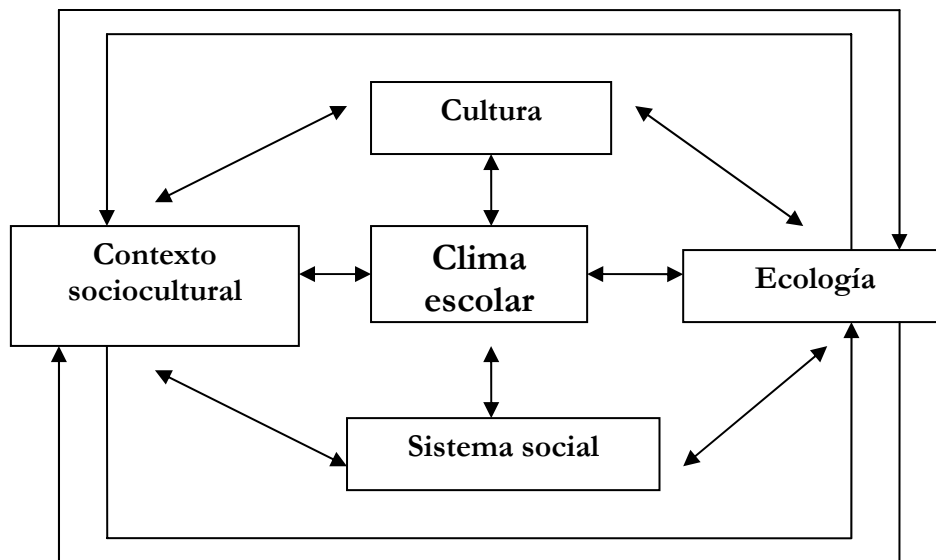 Cultura
Contexto
sociocultural
Clima
escolar
Ecología
Sistema social